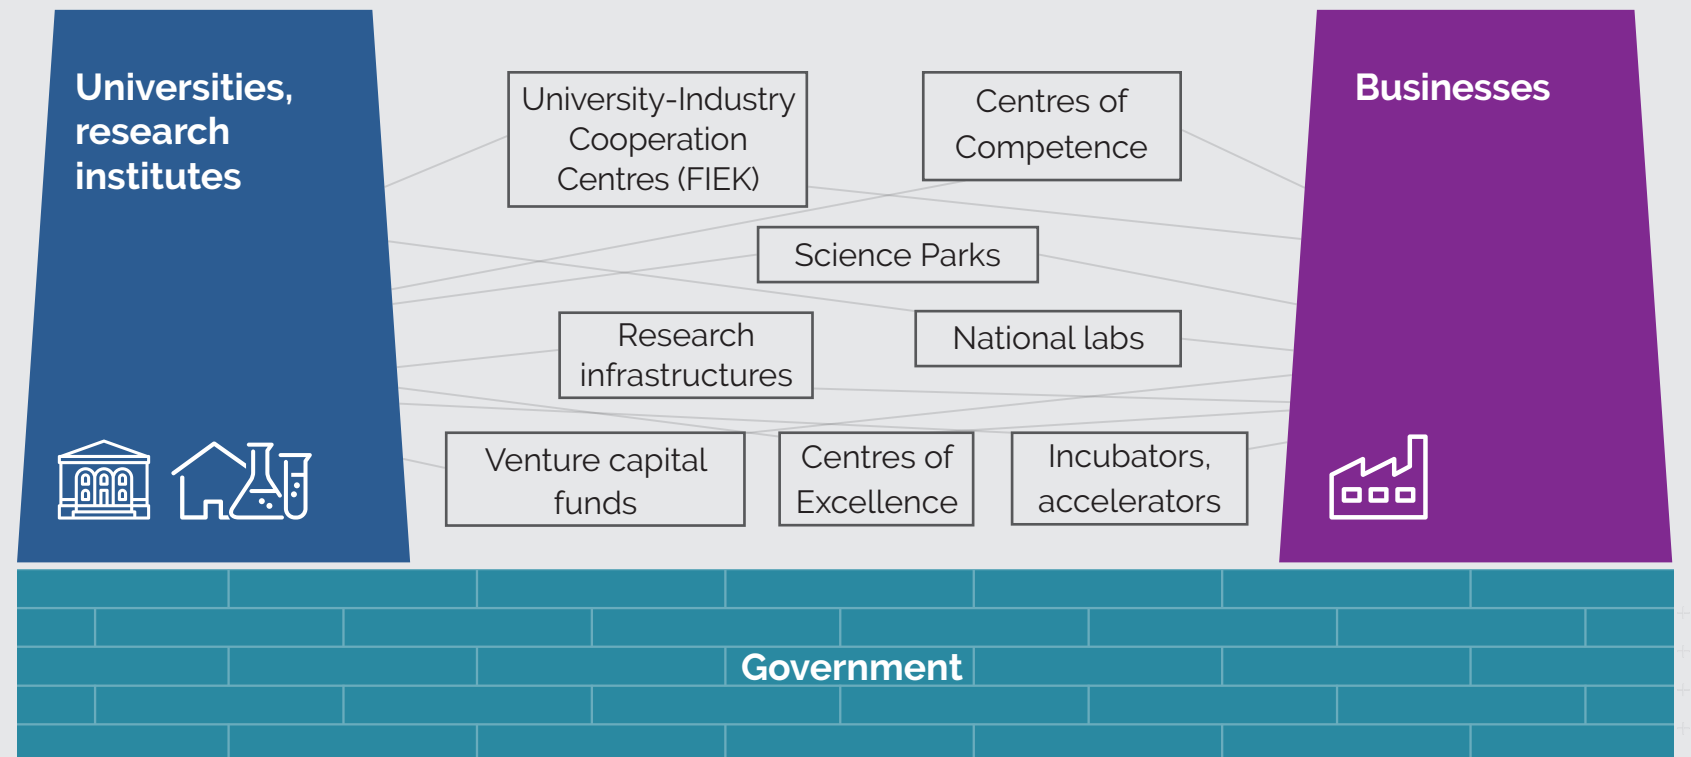 Universities,
research
institutes
University-Industry
Cooperation
Centres (FIEK)
Centres of
Competence
Businesses
Science Parks
Research
infrastructures
National labs
Venture capital
funds
Centres of
Excellence
Incubators,
accelerators
Government